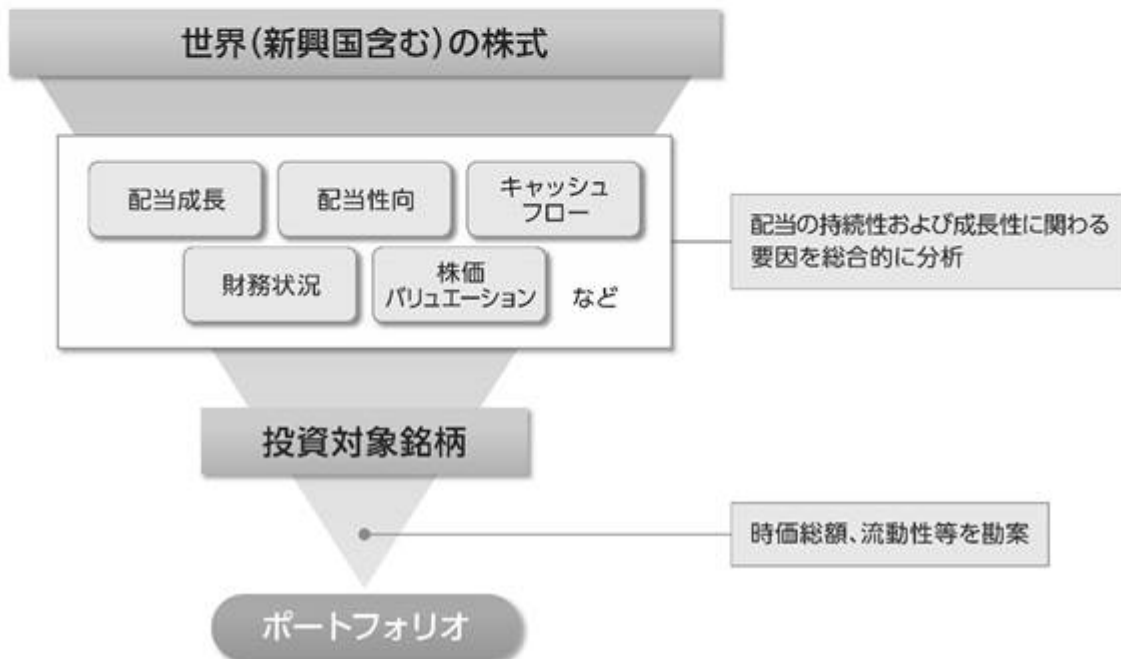 世界(新興国含む)の株式
配当成長
配当性向
キャッシュ
フロー
財務状況
株価
バリュエーション
など
配当の持続性および成長性に関わる
要因を総合的に分析
投資対象銘柄
時価総額、流動性等を勘案
ポートフォリオ